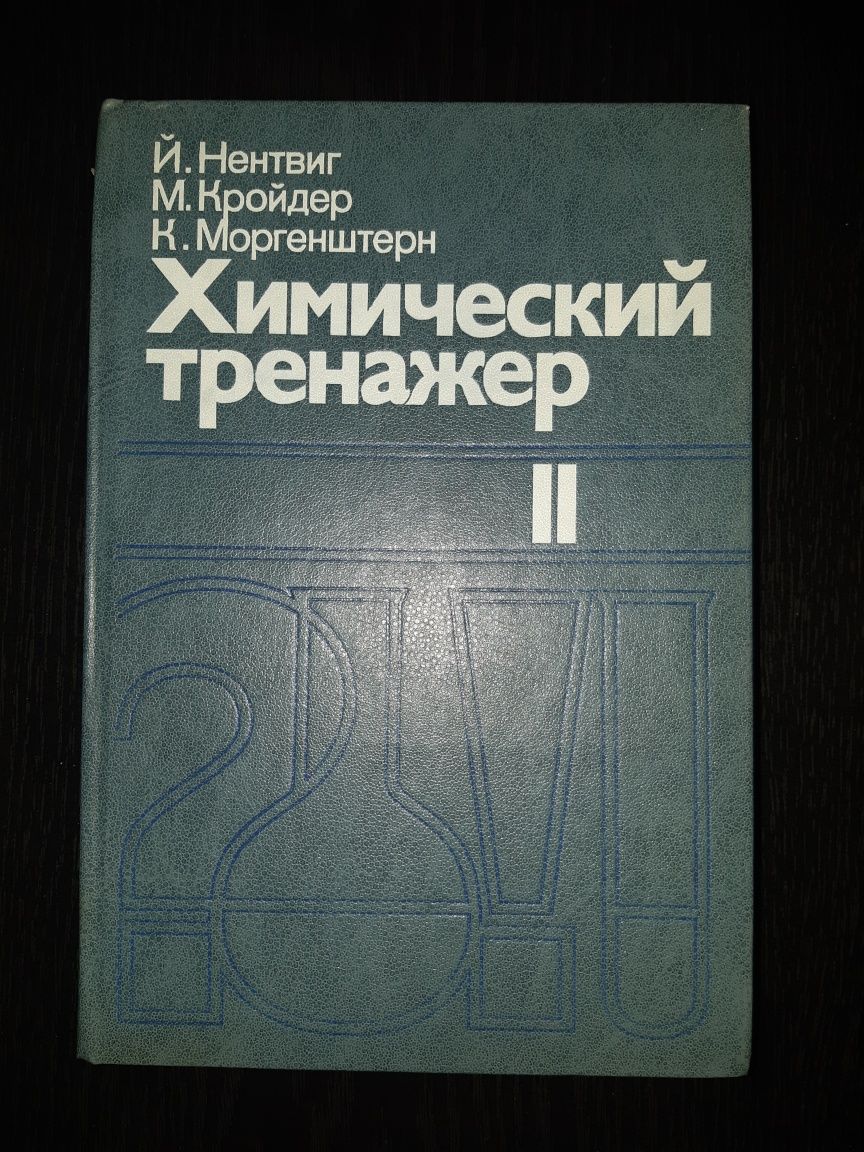 Й. Нентвиг
М. Кройдер
К. Моргенштерн
Химический
тренажер
II